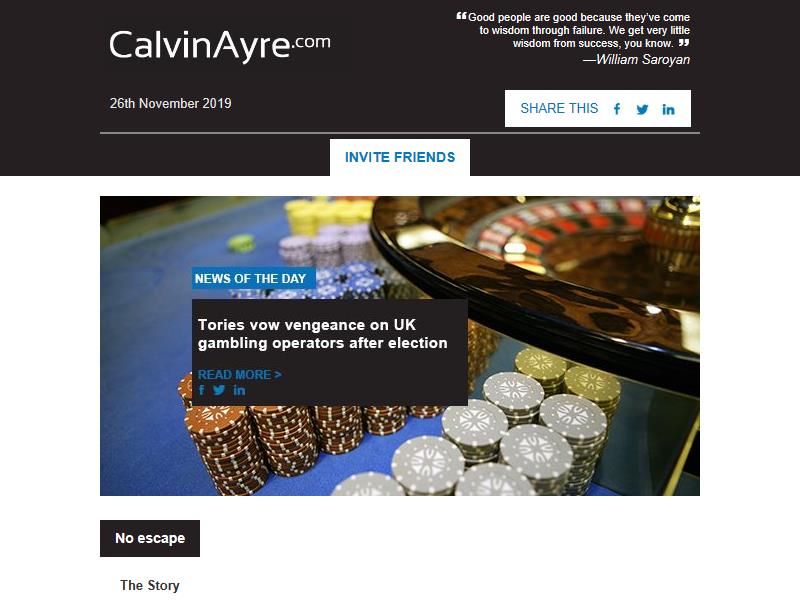 CalvinAyre.com
“Good people are good because they’ve come
to wisdom through failure. We get very little
wisdom from success, you know. ”
—William Saroyan
26th November 2019
SHARE THIS
INVITE FRIENDS
NEWS OF THE DAY
Tories vow vengeance on UK
gambling operators after election
READ MORE >
No escape
The Story